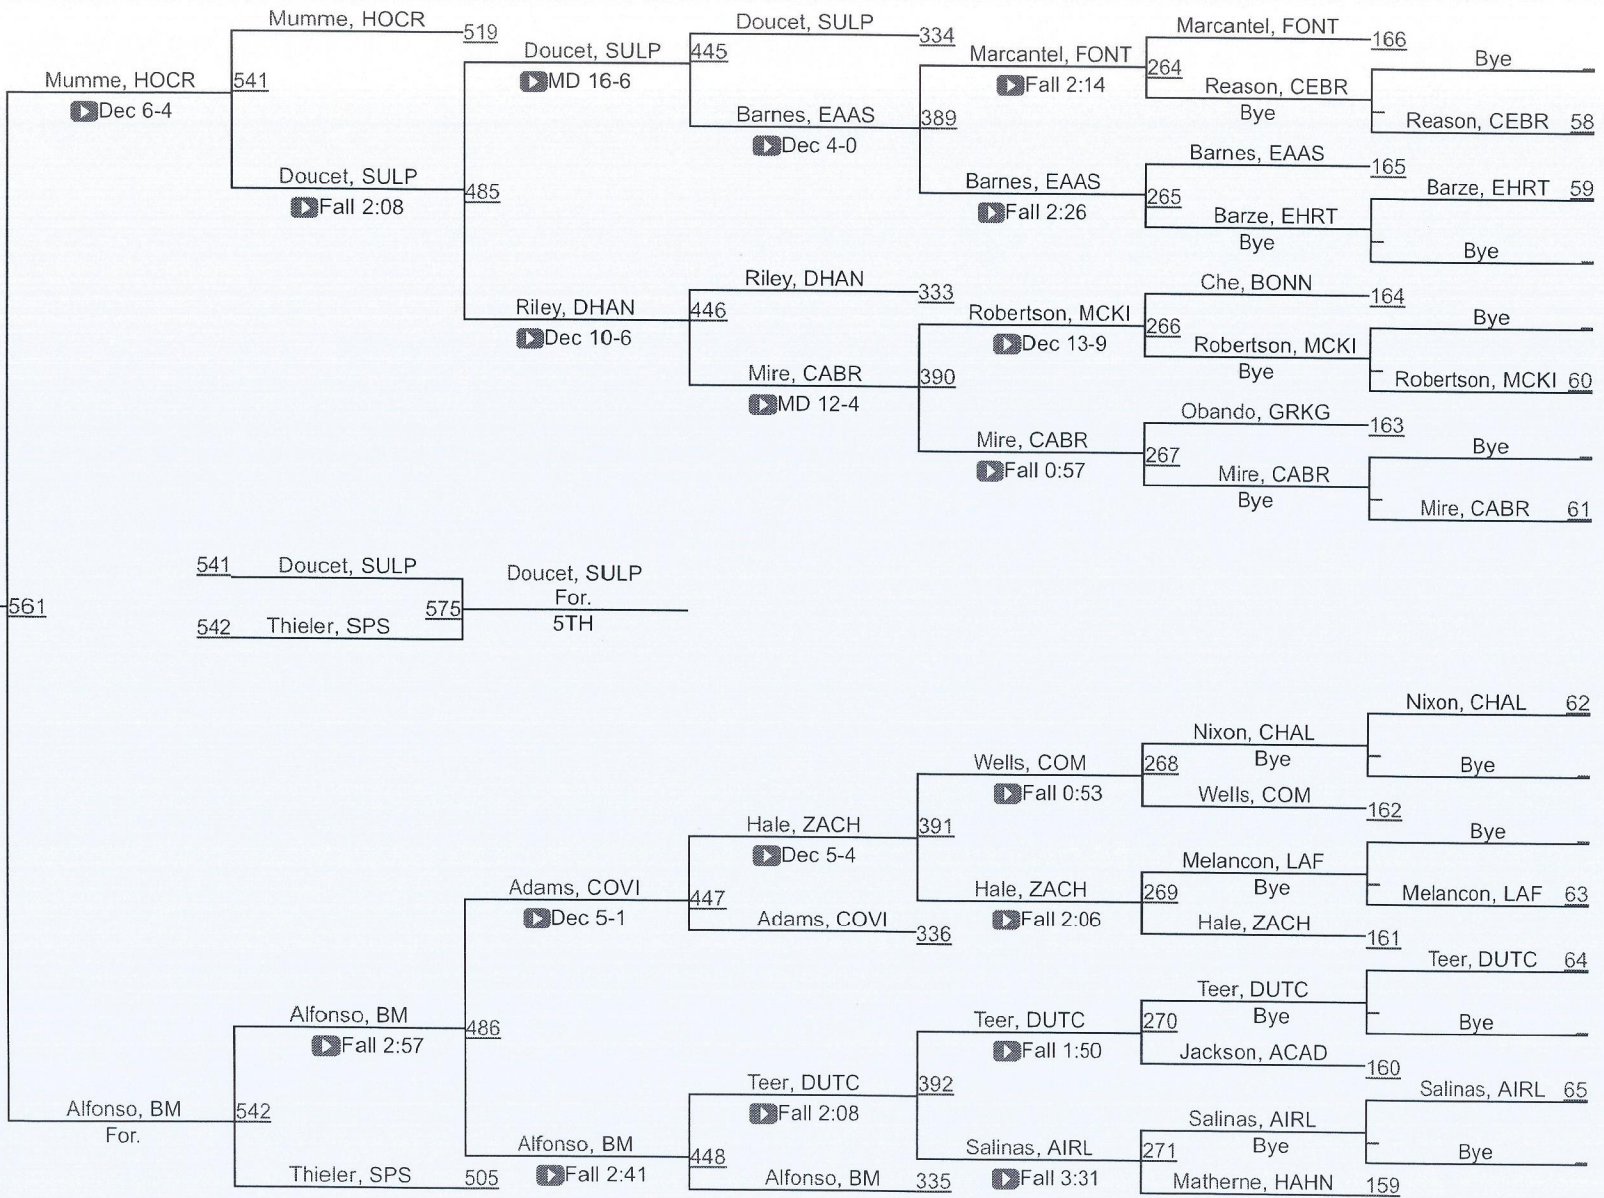 Mumme, HOCR
519
Doucet, SULP
334
Marcantel, FONT
166
Doucet, SULP
445
Marcantel, FONT
Bye
MD 16-6
Fall 2:14
264
Mumme, HOCR
541
Reason, CEBR
Bye
Dec 6-4
Barnes, EAAS
389
Reason, CEBR 58
Dec 4-0
Barnes, EAAS
165
Doucet, SULP
485
Barnes, EAAS
265
Barze, EHRT 59
Fall 2:08
Fall 2:26
Barze, EHRT
Bye
Bye
Riley, DHAN
333
Che, BONN
164
Riley, DHAN
446
Robertson, MCKI
266
Bye
Dec 10-6
Dec 13-9
Robertson, MCKI
Bye
Mire, CABR
390
Robertson, MCKI 60
MD 12-4
Obando, GRKG
163
Mire, CABR
267
Bye
Fall 0:57
Mire, CABR
Bye
Mire, CABR 61
541
Doucet, SULP
Doucet, SULP
For.
561
575
5TH
542
Thieler, SPS
Nixon, CHAL 62
Nixon, CHAL
Bye
Wells, COM
268
Bye
Fall 0:53
Wells, COM
162
Hale, ZACH
391
Bye
Dec 5-4
Melancon, LAF
Bye
Adams, COVI
447
Hale, ZACH
269
Melancon, LAF 63
Dec 5-1
Fall 2:06
Adams, COVI
336
Hale, ZACH
161
Teer, DUTC 64
Teer, DUTC
Bye
Alfonso, BM
486
Teer, DUTC
270
Bye
Fall 2:57
Fall 1:50
Jackson, ACAD
160
Teer, DUTC
392
Salinas, AIRL 65
Fall 2:08
Alfonso, BM
542
Salinas, AIRL
Bye
For.
Alfonso, BM
448
Salinas, AIRL
271
Bye
Fall 2:41
Fall 3:31
Thieler, SPS
505
Alfonso, BM
335
Matherne, HAHN
159